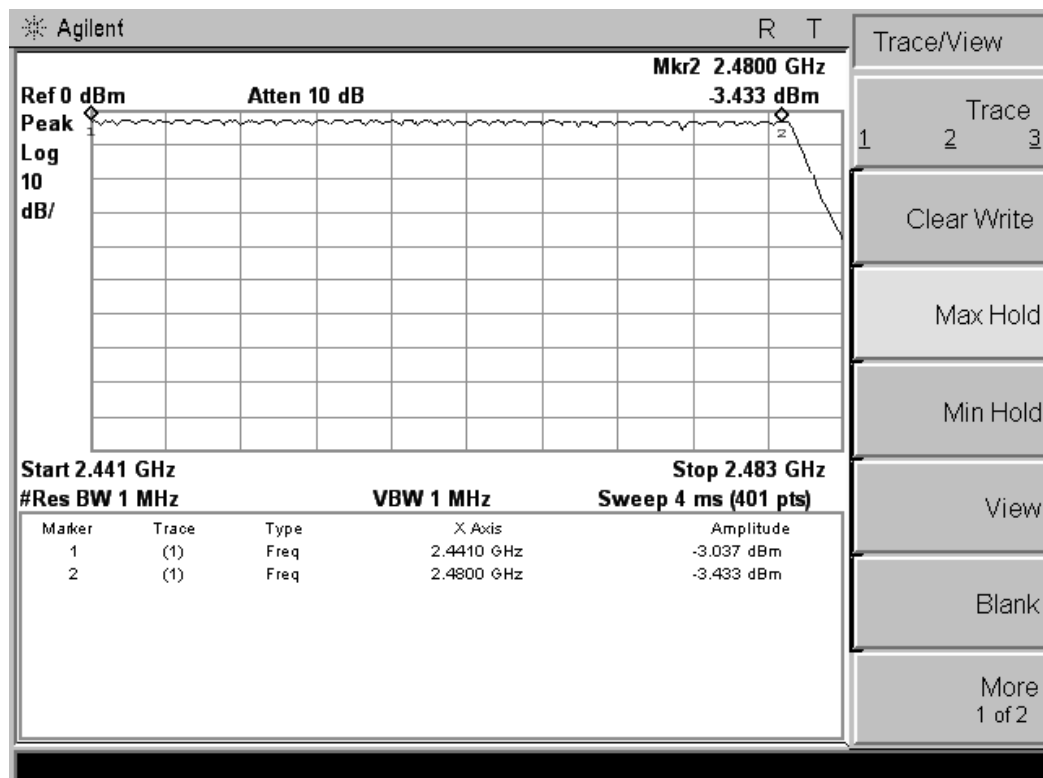 Agilent R T
Mkr2 2.4800 GHz
Ref 0 dBm Atten 10 dB -3.433 dBm
Peak
Log
10
dB/
1
2
Start 2.441 GHz Stop 2.483 GHz
#Res BW 1 MHz VBW 1 MHz Sweep 4 ms (401 pts)
Marker Trace Type X Axis Amplitude
1 (1) Freq 2.4410 GHz -3.037 dBm
2 (1) Freq 2.4800 GHz -3.433 dBm
Trace/View
Trace
1 2 3
Clear Write
Max Hold
Min Hold
View
Blank
More
1 of 2